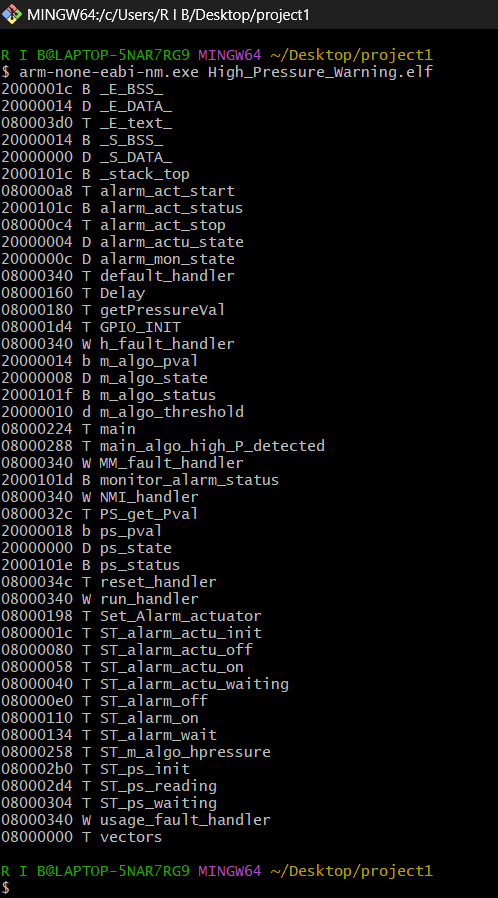 MINGW64:/c/Users/R I B/Desktop/project1
R I B@LAPTOP-5NAR7RG9 MINGW64 ~/Desktop/project1
$ arm-none-eabi-nm.exe High_Pressure_Warning.elf
2000001c B _E_BSS_
20000014 D _E_DATA_
080003d0 T _E_text_
20000014 B _S_BSS_
20000000 D _S_DATA_
2000101c B _stack_top
080000a8 T alarm_act_start
2000101c B alarm_act_status
080000c4 T alarm_act_stop
20000004 D alarm_actu_state
2000000c D alarm_mon_state
08000340 T default_handler
08000160 T Delay
08000180 T getPressureVal
080001d4 T GPIO_INIT
08000340 W h_fault_handler
20000014 b m_algo_pval
20000008 D m_algo_state
2000101f B m_algo_status
20000010 d m_algo_threshold
08000224 T main
08000288 T main_algo_high_P_detected
08000340 W MM_fault_handler
2000101d B monitor_alarm_status
08000340 W NMI_handler
0800032c T PS_get_Pval
20000018 b ps_pval
20000000 D ps_state
2000101e B ps_status
0800034c T reset_handler
08000340 W run_handler
08000198 T Set_Alarm_actuator
0800001c T ST_alarm_actu_init
08000080 T ST_alarm_actu_off
08000058 T ST_alarm_actu_on
08000040 T ST_alarm_actu_waiting
080000e0 T ST_alarm_off
08000110 T ST_alarm_on
08000134 T ST_alarm_wait
08000258 T ST_m_algo_hpressure
080002b0 T ST_ps_init
080002d4 T ST_ps_reading
08000304 T ST_ps_waiting
08000340 W usage_fault_handler
08000000 T vectors
R I B@LAPTOP-5NAR7RG9 MINGW64 ~/Desktop/project1
$